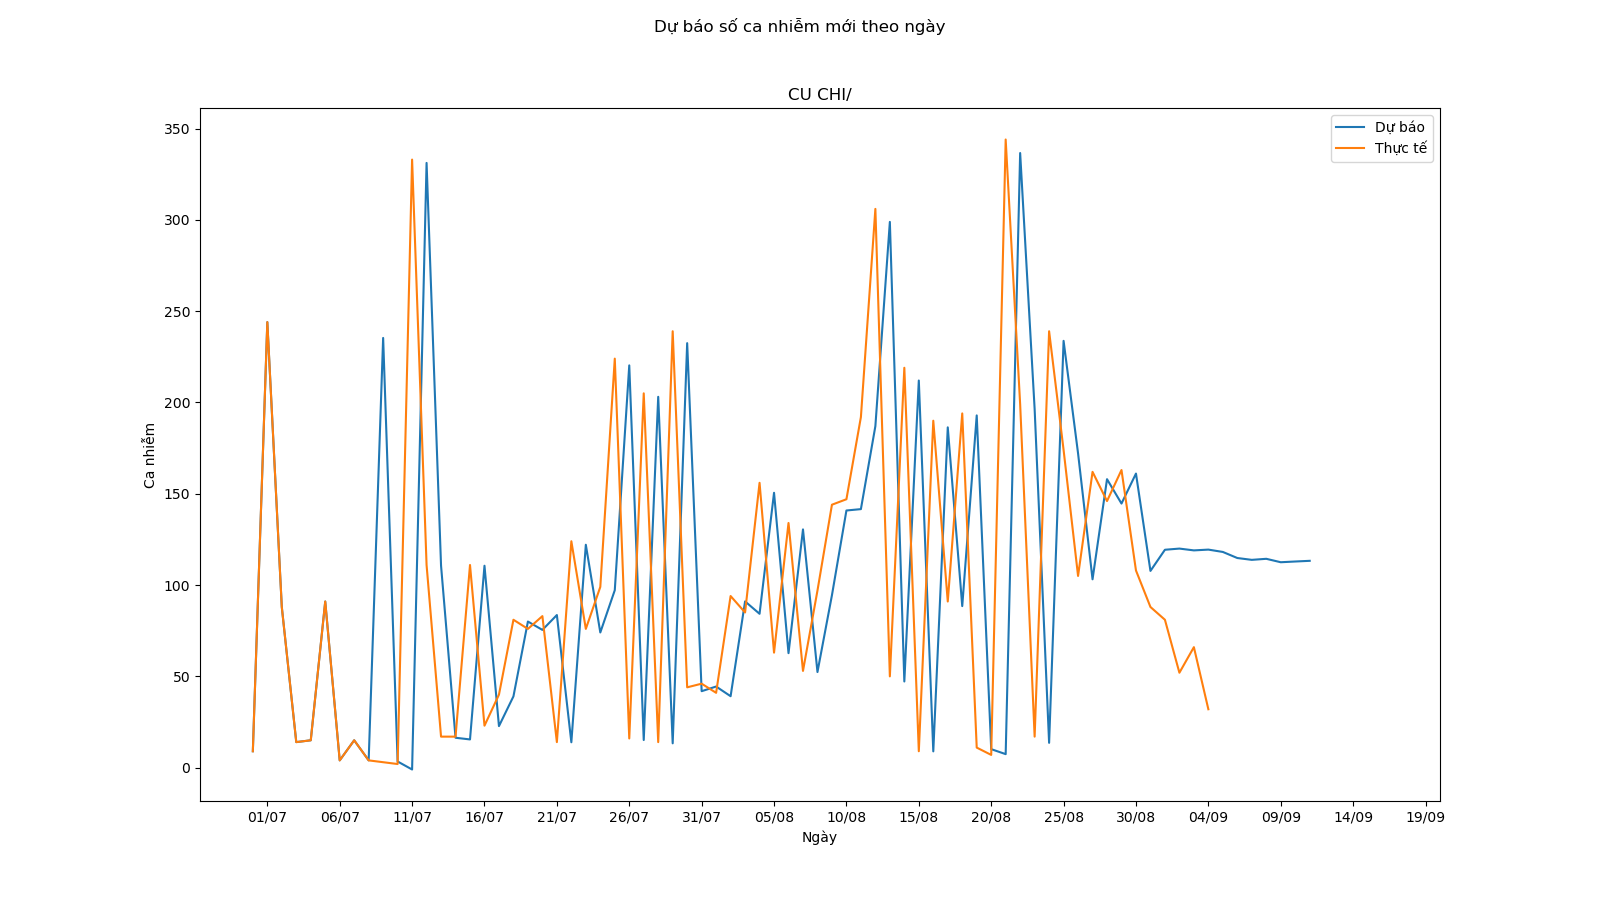 Dự báo số ca nhiễm mới theo ngày
CU CHI/
Dự báo
Thực tế
Ca nhiễm
350
300
250
200
150
100
50
0
01/07 06/07 11/07 16/07 21/07 26/07 31/07 05/08 10/08 15/08 20/08 25/08 30/08 04/09 09/09 14/09 19/09
Ngày